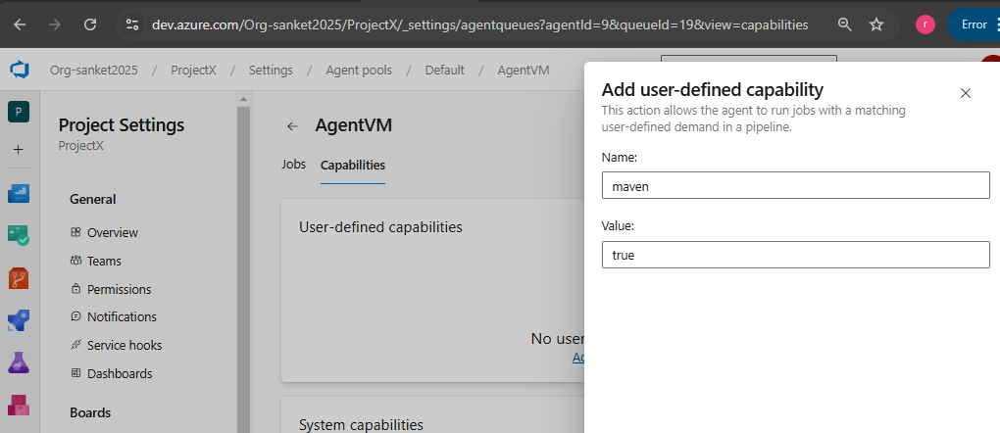 dev.azure.com/Org-sanket2025/ProjectX/_settings/agentqueues?agentId=9&queueId=19&view=capabilities
r
Error
Org-sanket2025 / ProjectX / Settings / Agent pools / Default / AgentVM
P
Project Settings
ProjectX
General
Overview
Teams
Permissions
Notifications
Service hooks
Dashboards
Boards
AgentVM
Jobs
Capabilities
User-defined capabilities
No user
System capabilities
Add user-defined capability
This action allows the agent to run jobs with a matching
user-defined demand in a pipeline.
Name:
maven
Value:
true